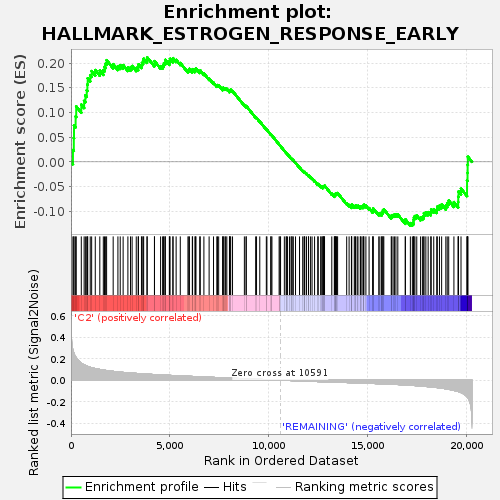 Enrichment plot:
HALLMARK_ESTROGEN_RESPONSE_EARLY
Enrichment score (ES)
0.20
0.15
0.10
0.05
0.00
-0.05
-0.10
Ranked list metric (Signal2Noise)
'C2' (positively correlated)
0.6
0.4
0.2
0.0
-0.2
-0.4
Zero cross at 10591
'REMAINING' (negatively correlated)
0
5,000
10,000
15,000
20,000
Rank in Ordered Dataset
Enrichment profile
Hits
Ranking metric scores